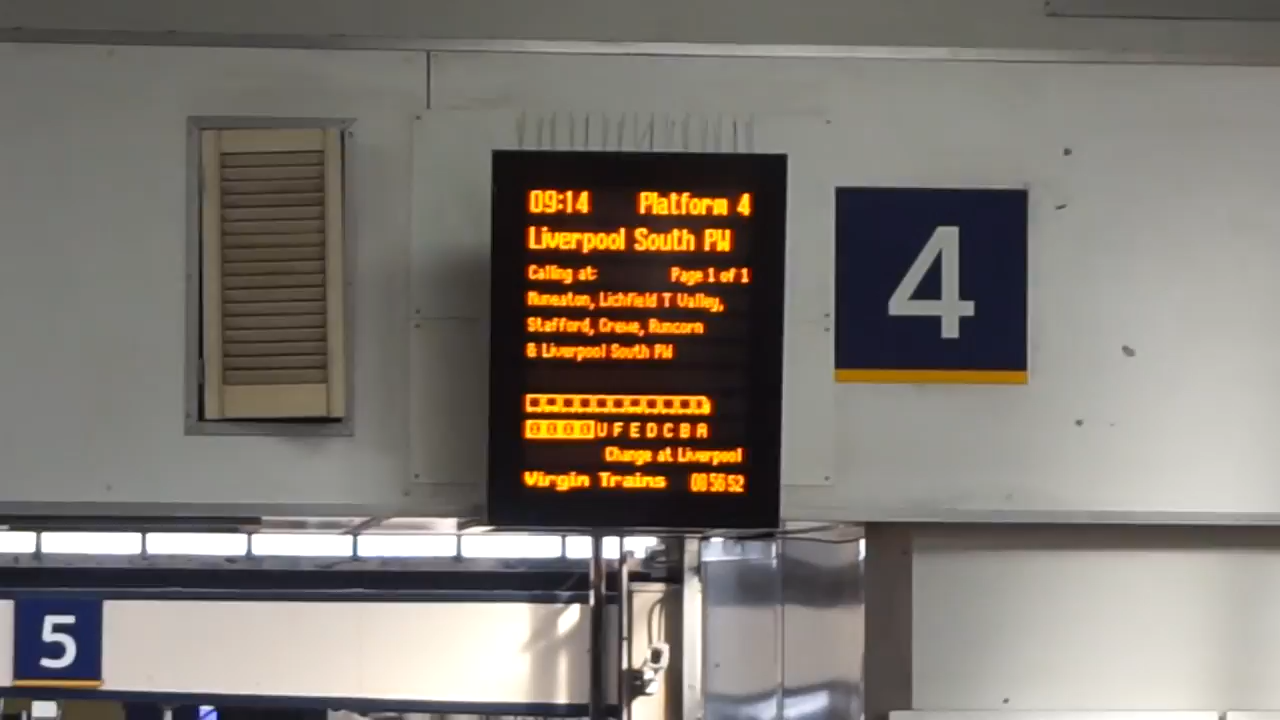 09:14 Platform 4
Liverpool South PW
Calling at: Page 1 of 1
Nuneaton, Lichfield T Valley,
Stafford, Crewe, Runcorn
& Liverpool South PW
UFEDCBA
Change at Liverpool
Virgin Trains 08 56 52
4
5